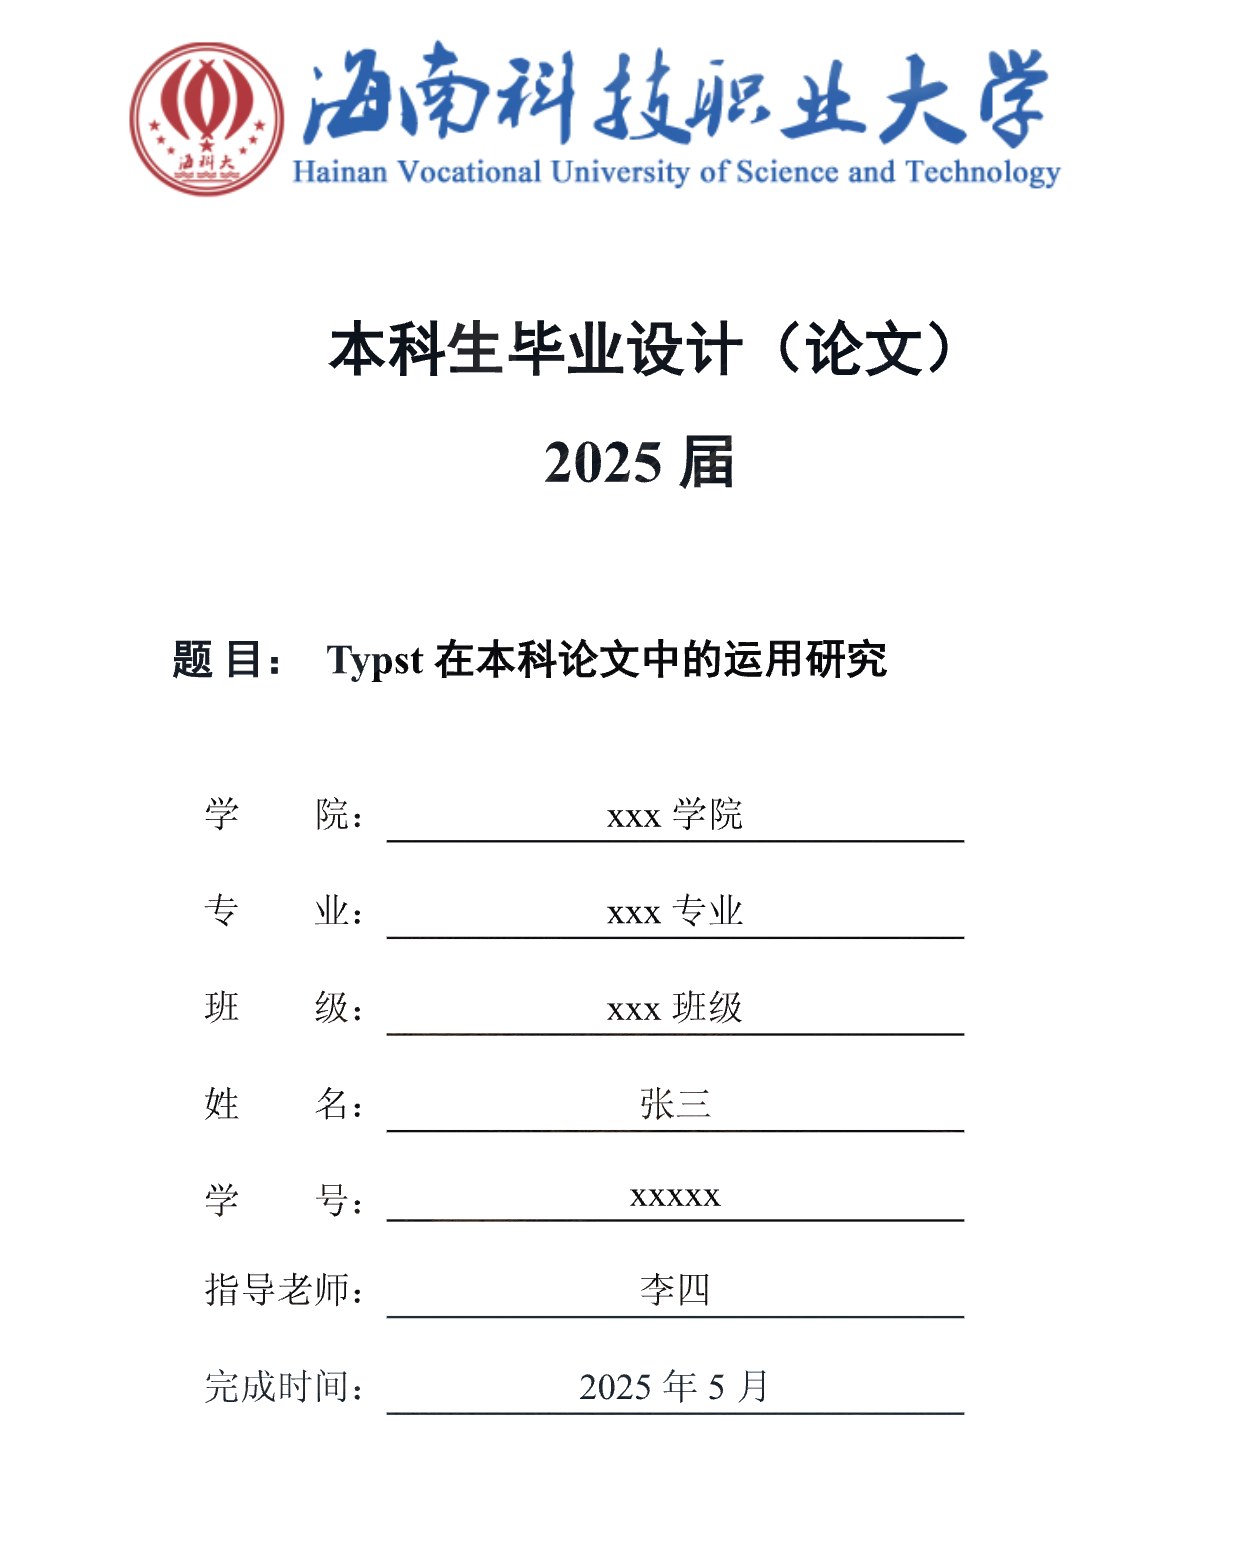 海南科技职业大学
海科大
Hainan Vocational University of Science and Technology
本科生毕业设计（论文）
2025 届
题 目： Typst 在本科论文中的运用研究
学 院： xxx 学院
专 业： xxx 专业
班 级： xxx 班级
姓 名： 张三
学 号： xxxxx
指导老师： 李四
完成时间： 2025 年 5 月